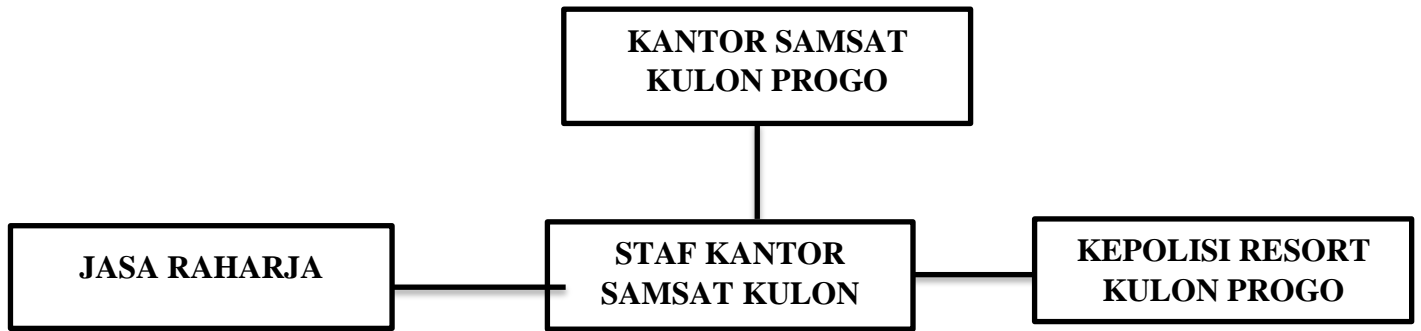 KANTOR SAMSAT
KULON PROGO
JASA RAHARJA
STAF KANTOR
SAMSAT KULON
KEPOLISI RESORT
KULON PROGO